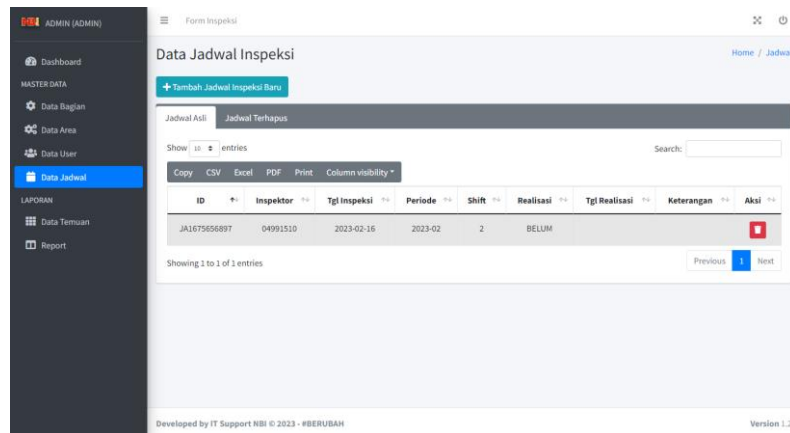 NBI ADMIN (ADMIN)
Form Inspeksi
Dashboard
MASTER DATA
Data Bagian
Data Area
Data User
Data Jadwal
LAPORAN
Data Temuan
Report
Data Jadwal Inspeksi
Home / Jadwa
Tambah Jadwal Inspeksi Baru
Jadwal Asli Jadwal Terhapus
Show 10 entries Search:
Copy CSV Excel PDF Print Column visibility
ID Inspektor Tgl Inspeksi Periode Shift Realisasi Tgl Realisasi Keterangan Aksi
JA1675656897 04991510 2023-02-16 2023-02 2 BELUM
Showing 1 to 1 of 1 entries Previous 1 Next
Developed by IT Support NBI © 2023 - #BERUBAH Version 1.